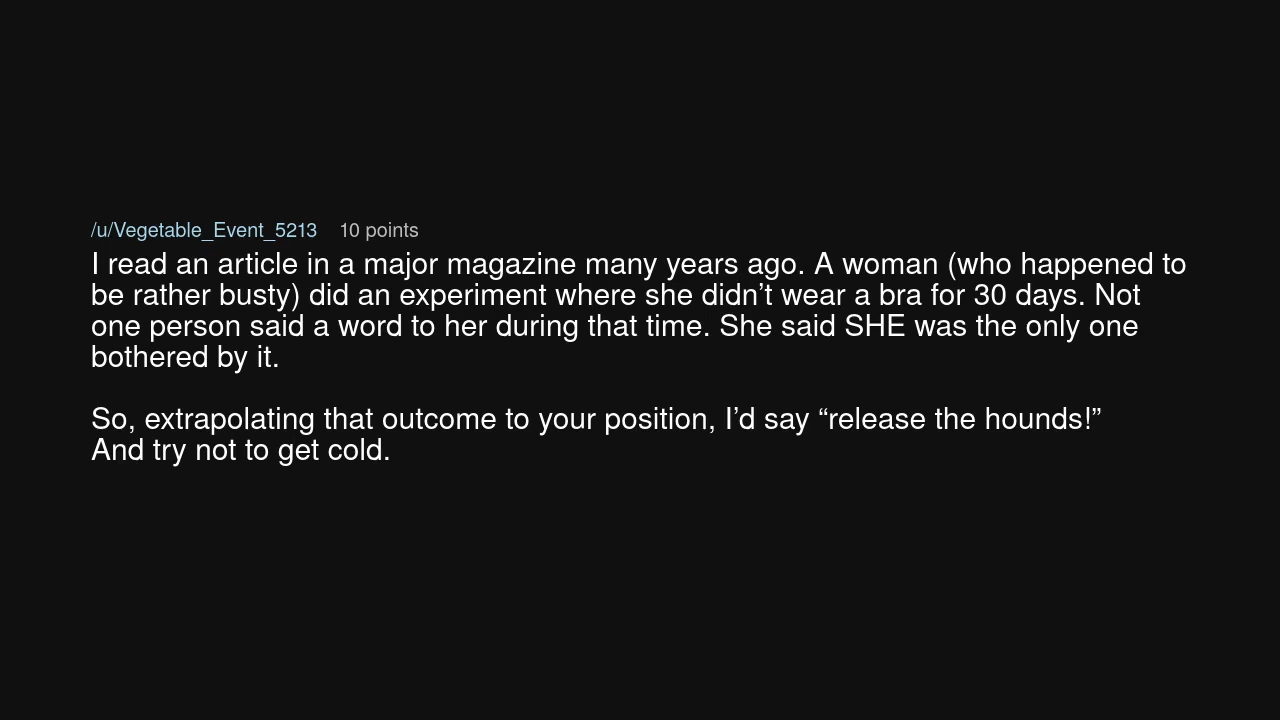 /u/Vegetable_Event_5213 10 points
I read an article in a major magazine many years ago. A woman (who happened to
be rather busty) did an experiment where she didn’t wear a bra for 30 days. Not
one person said a word to her during that time. She said SHE was the only one
bothered by it.
So, extrapolating that outcome to your position, I’d say “release the hounds!”
And try not to get cold.